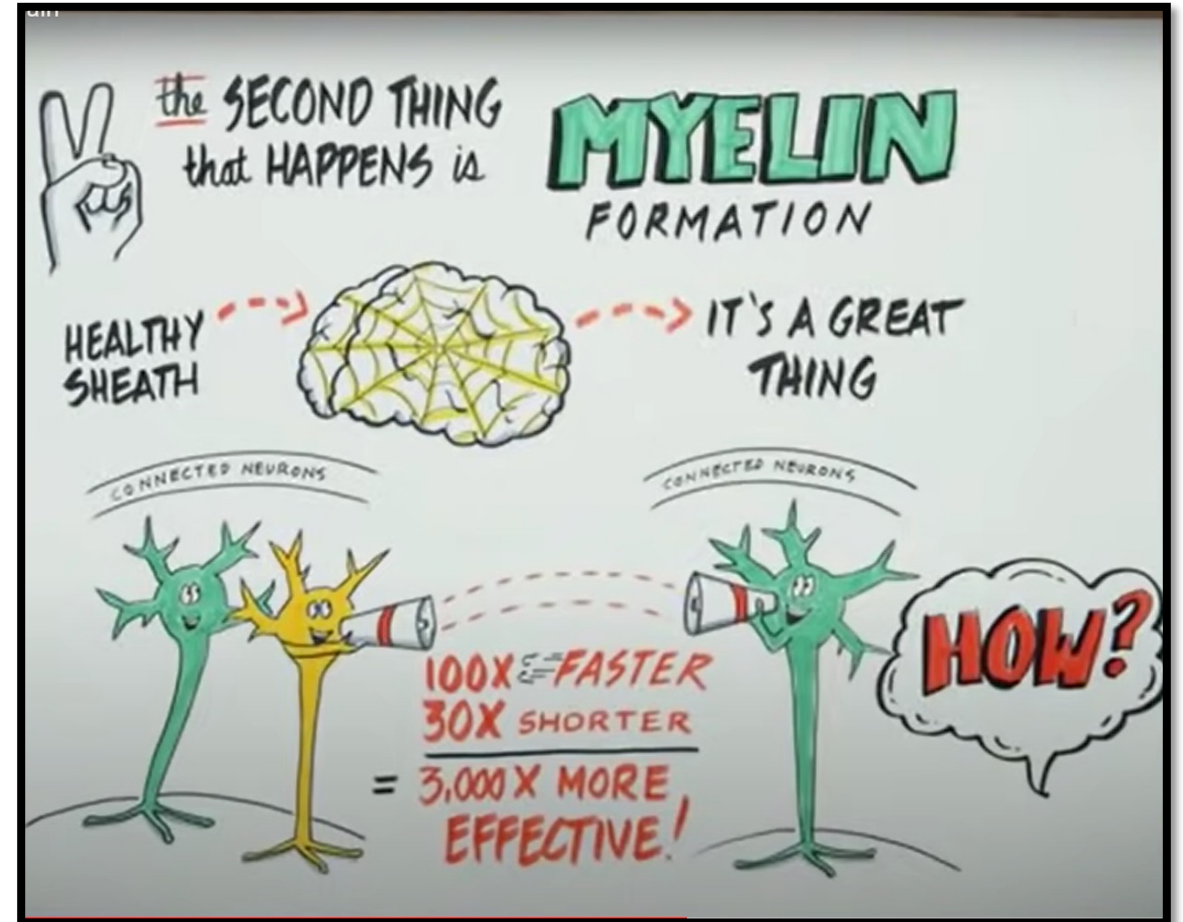 the SECOND THING
that HAPPENS is
MYELIN
FORMATION
HEALTHY
SHEATH
IT'S A GREAT
THING
CONNECTED NEURONS
CONNECTED NEURONS
100X FASTER
30X SHORTER
= 3,000X MORE
EFFECTIVE!
HOW?